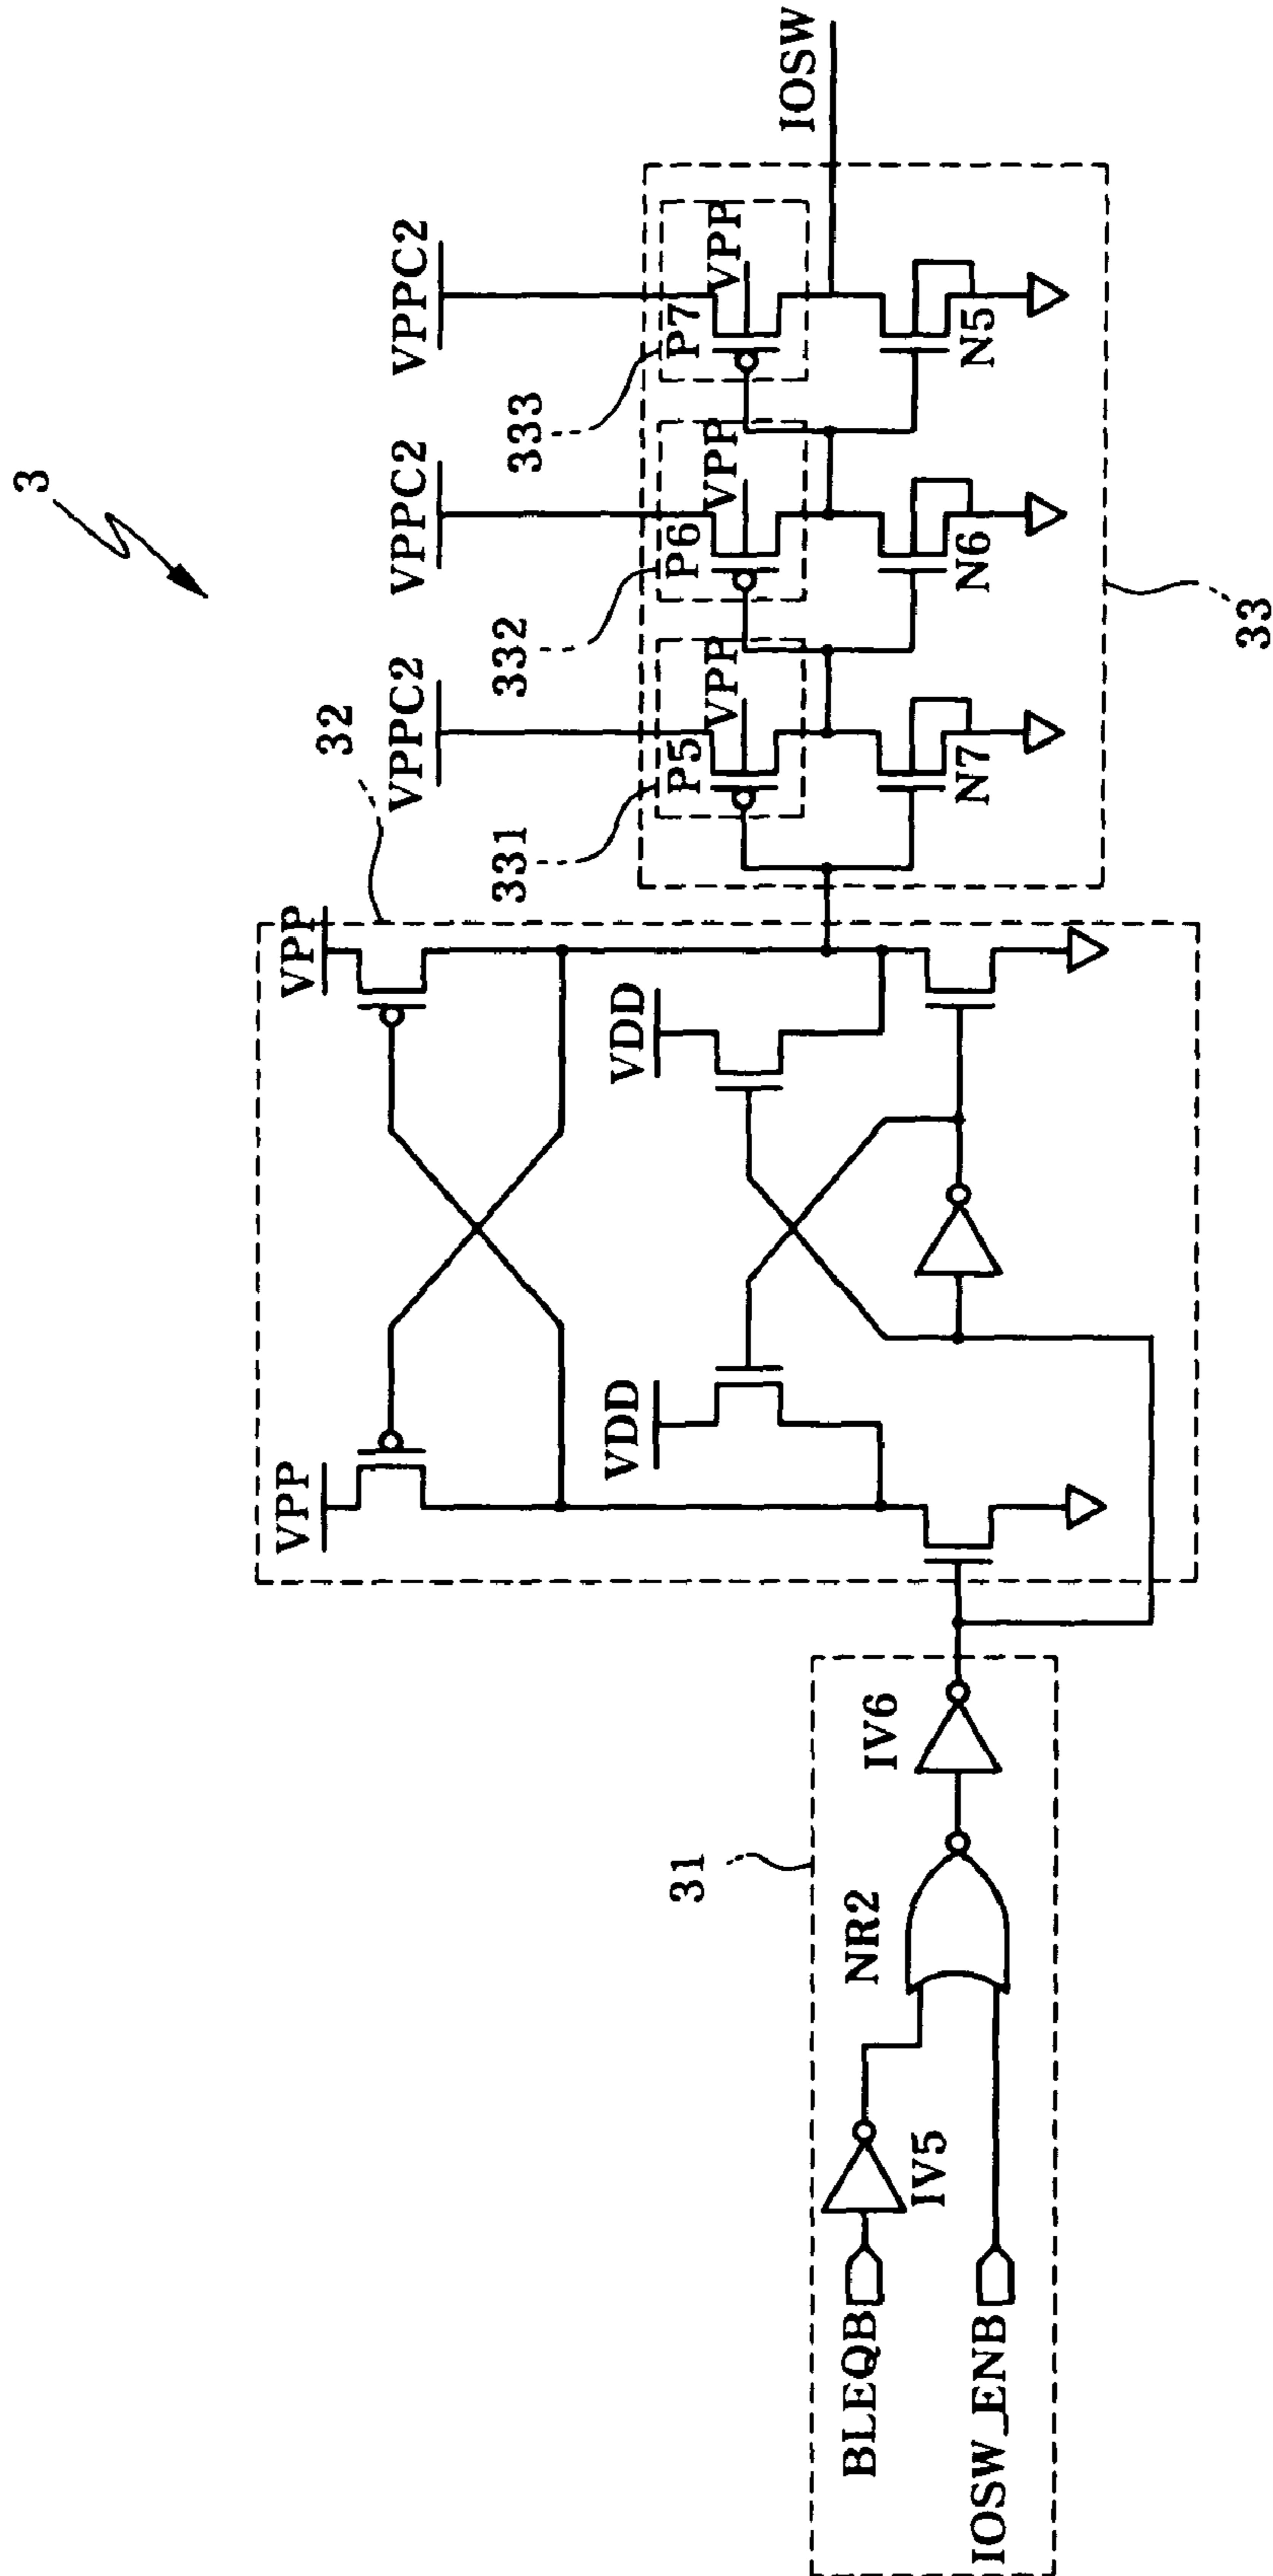 3
VPPC2
VPPC2
VPPC2
32
331
332
333
VPP
VPP
P5
VPP
P6
VPP
P7
VPP
IOSW
VDD
VDD
N7
N6
N5
33
31
BLEQB
IV5
NR2
IV6
IOSW_ENB